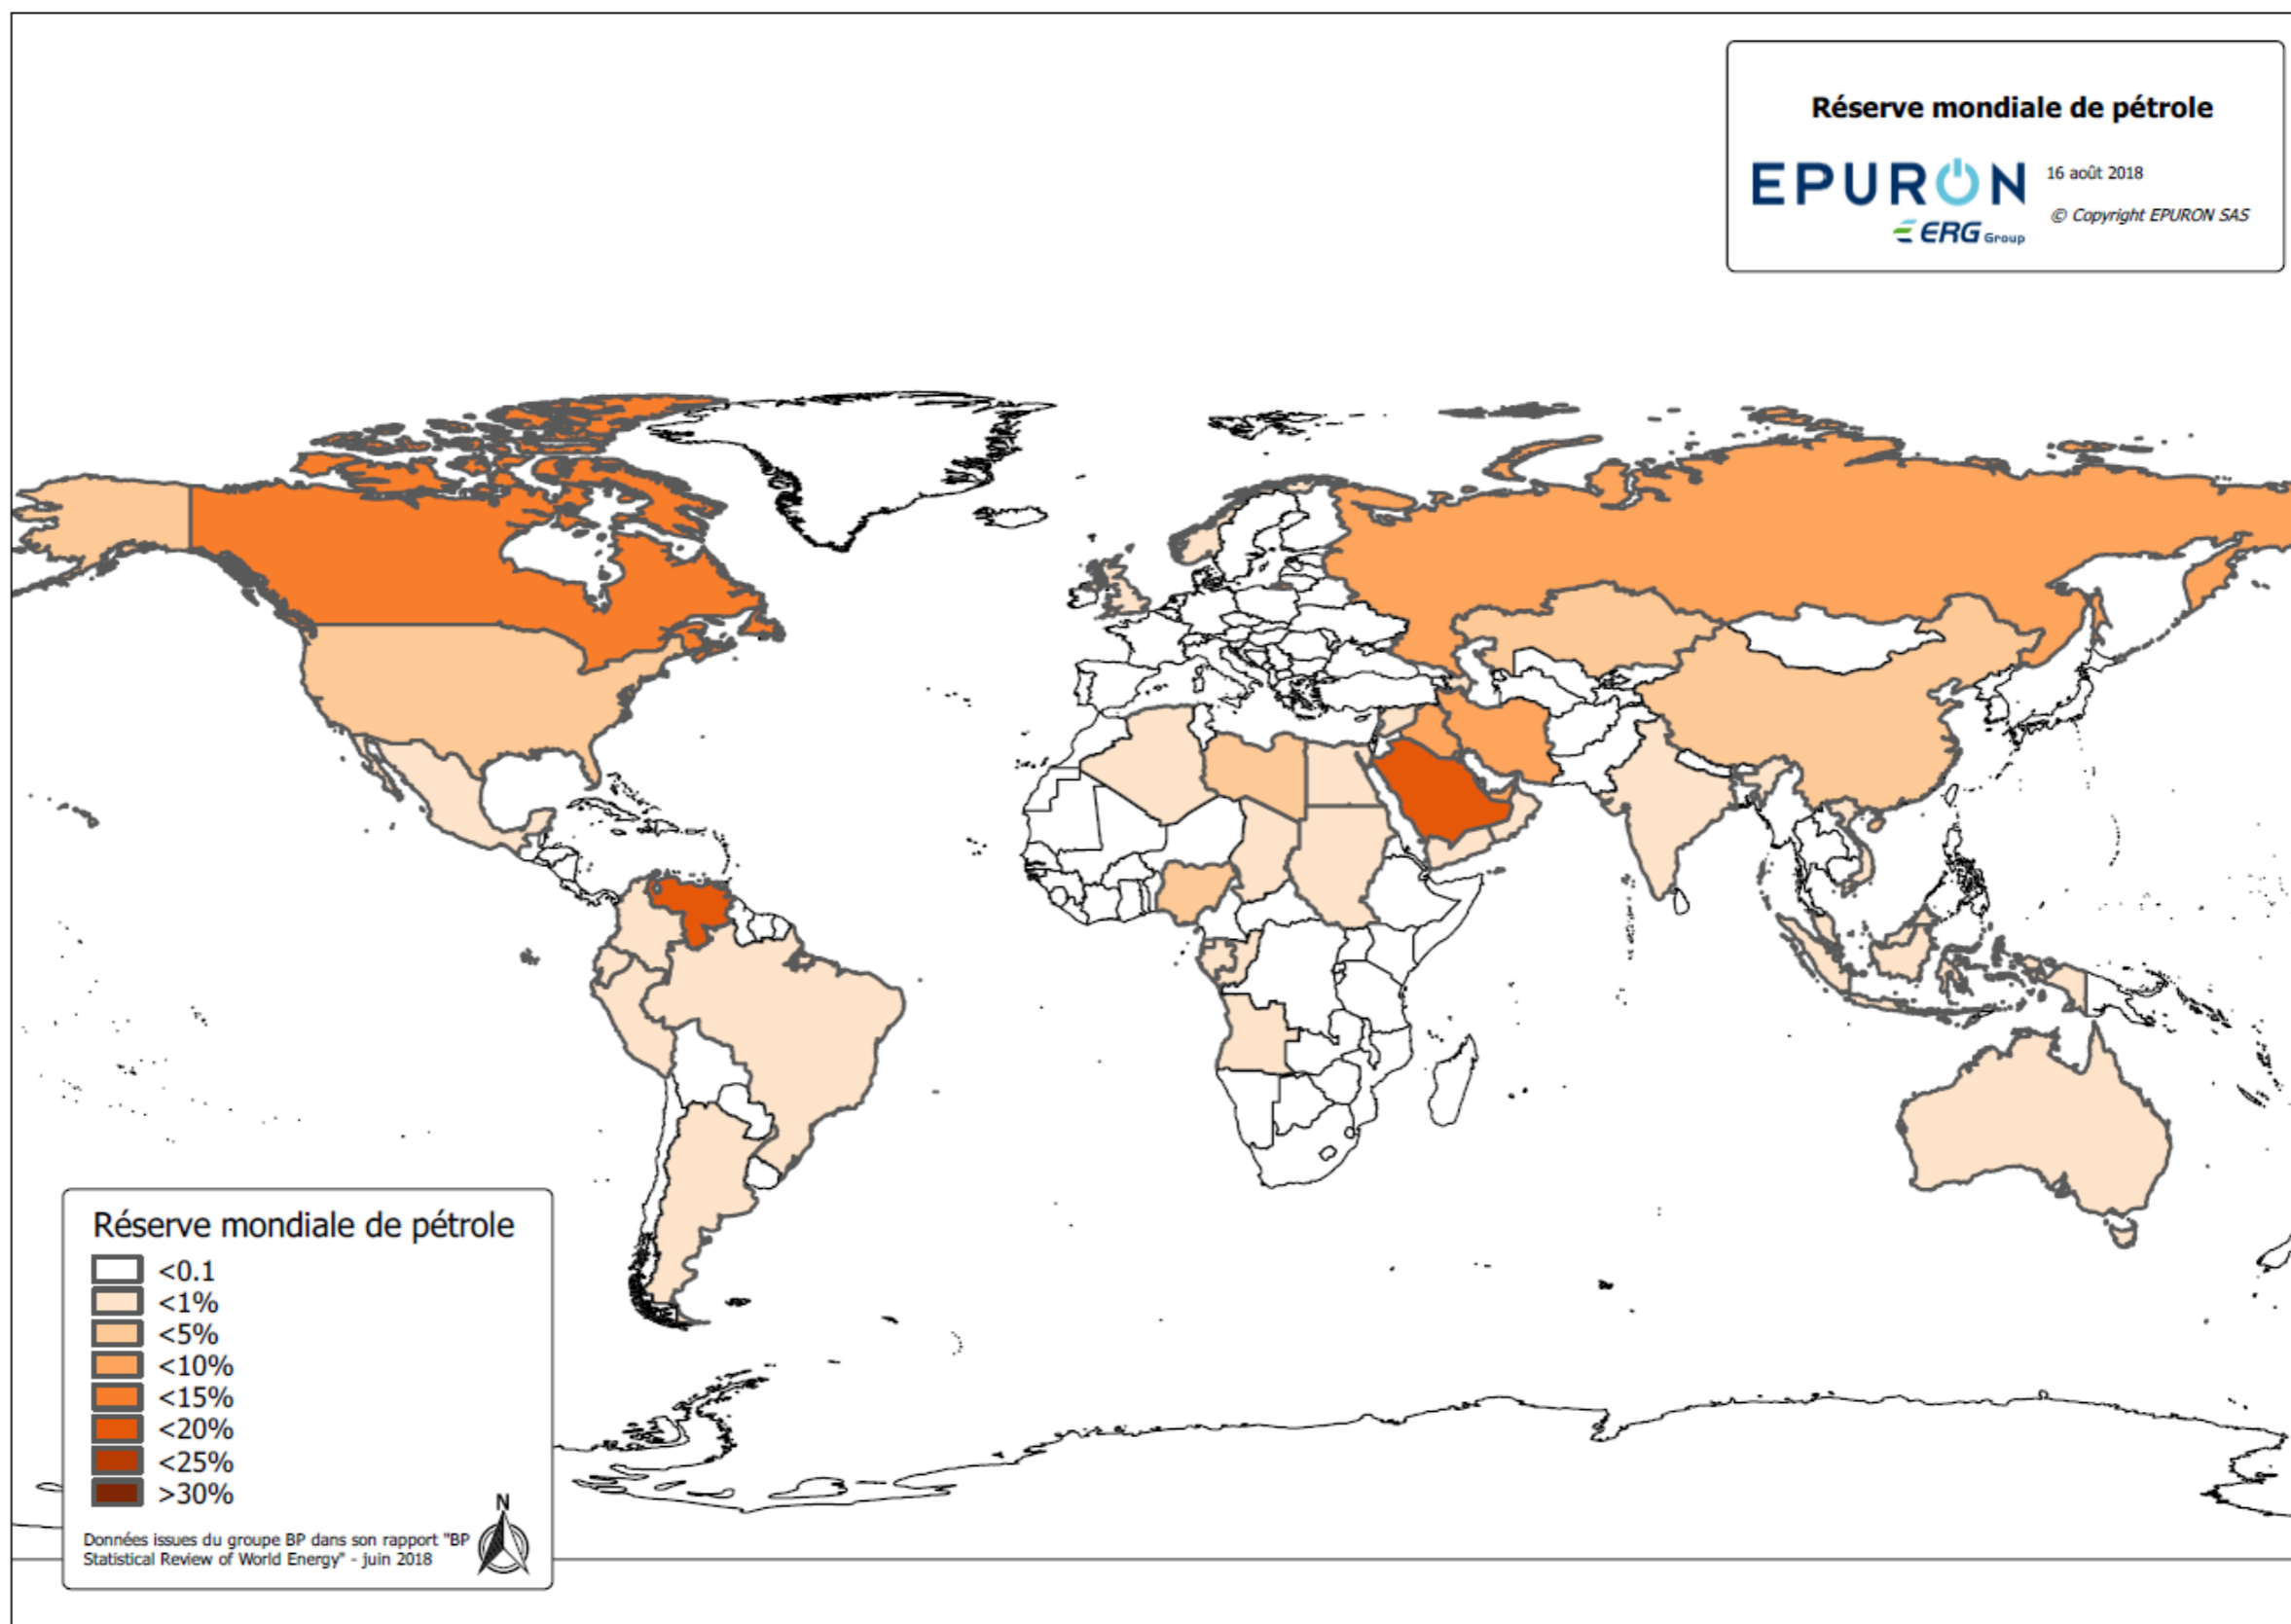 Réserve mondiale de pétrole
EPURON
16 août 2018
© Copyright EPURON SAS
ERG Group
Réserve mondiale de pétrole
<0.1
<1%
<5%
<10%
<15%
<20%
<25%
>30%
N
Données issues du groupe BP dans son rapport "BP
Statistical Review of World Energy" - juin 2018